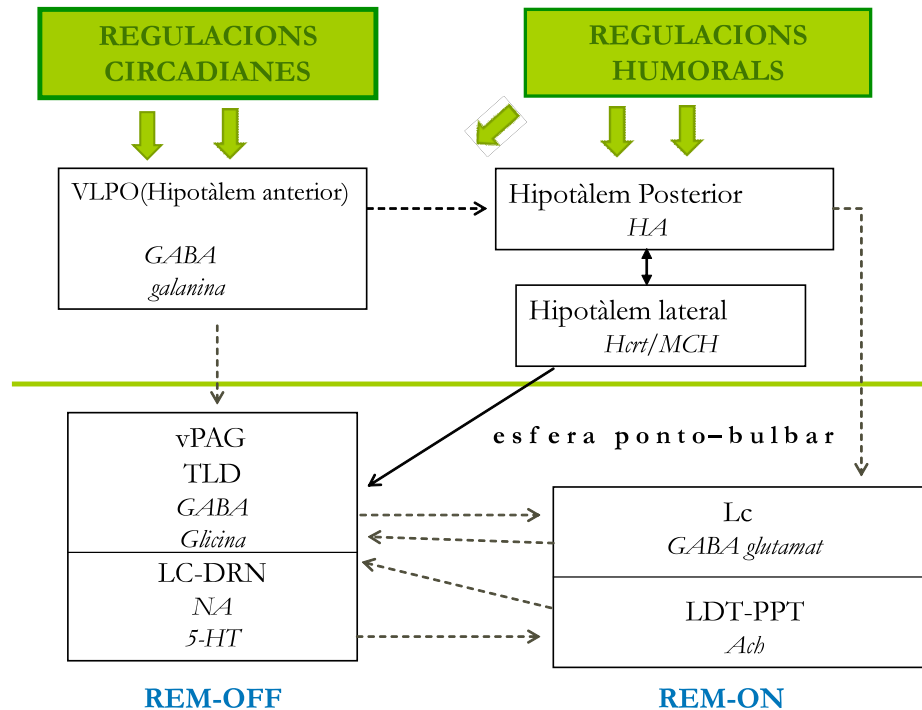 REGULACIONS
CIRCADIANES
REGULACIONS
HUMORALS
VLPO(Hipotàlem anterior)
GABA
galanina
Hipotàlem Posterior
HA
Hipotàlem lateral
Hcrt/MCH
esfera ponto-bulbar
vPAG
TLD
GABA
Glicina
LC-DRN
NA
5-HT
Lc
GABA glutamat
LDT-PPT
Ach
REM-OFF
REM-ON